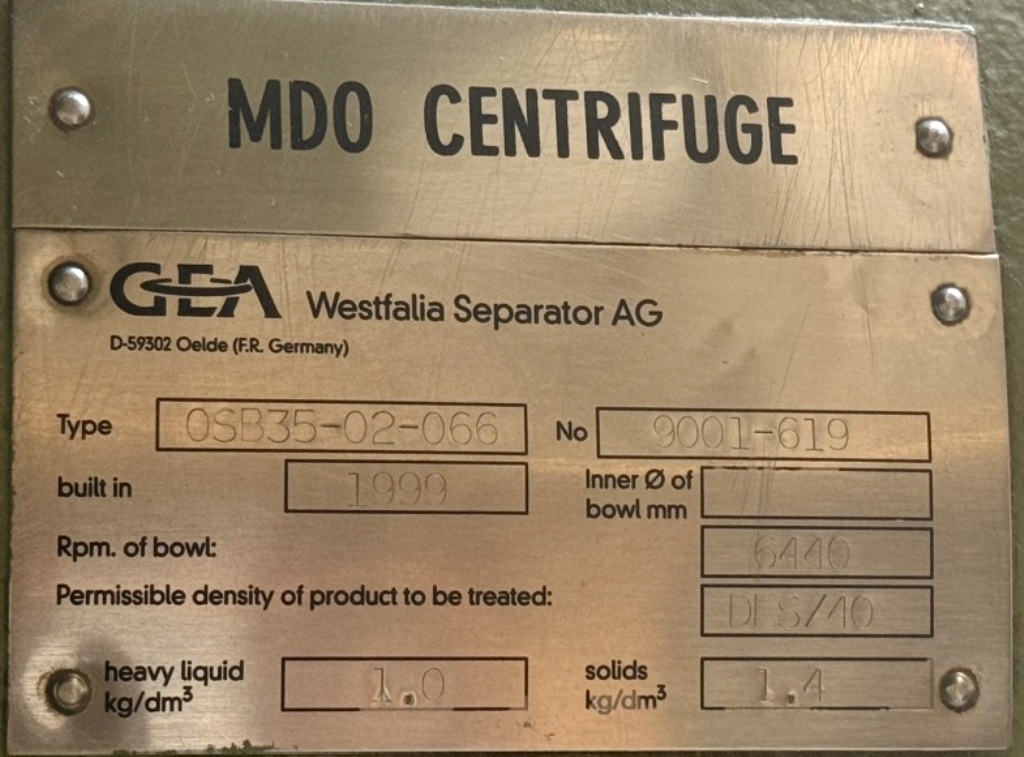 MDO CENTRIFUGE
GEA Westfalia Separator AG
D-59302 Oelde (F.R. Germany)
Type OSB35-02-066 No 9001-619
built in 1999 Inner Ø of bowl mm
Rpm. of bowl: 6440
Permissible density of product to be treated:
heavy liquid kg/dm³ 1.0 solids kg/dm³ 1.4